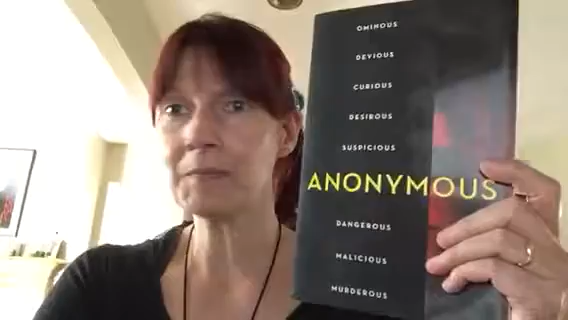 OMINOUS
DEVIOUS
CURIOUS
DESIROUS
SUSPICIOUS
ANONYMOUS
DANGEROUS
MALICIOUS
MURDEROUS